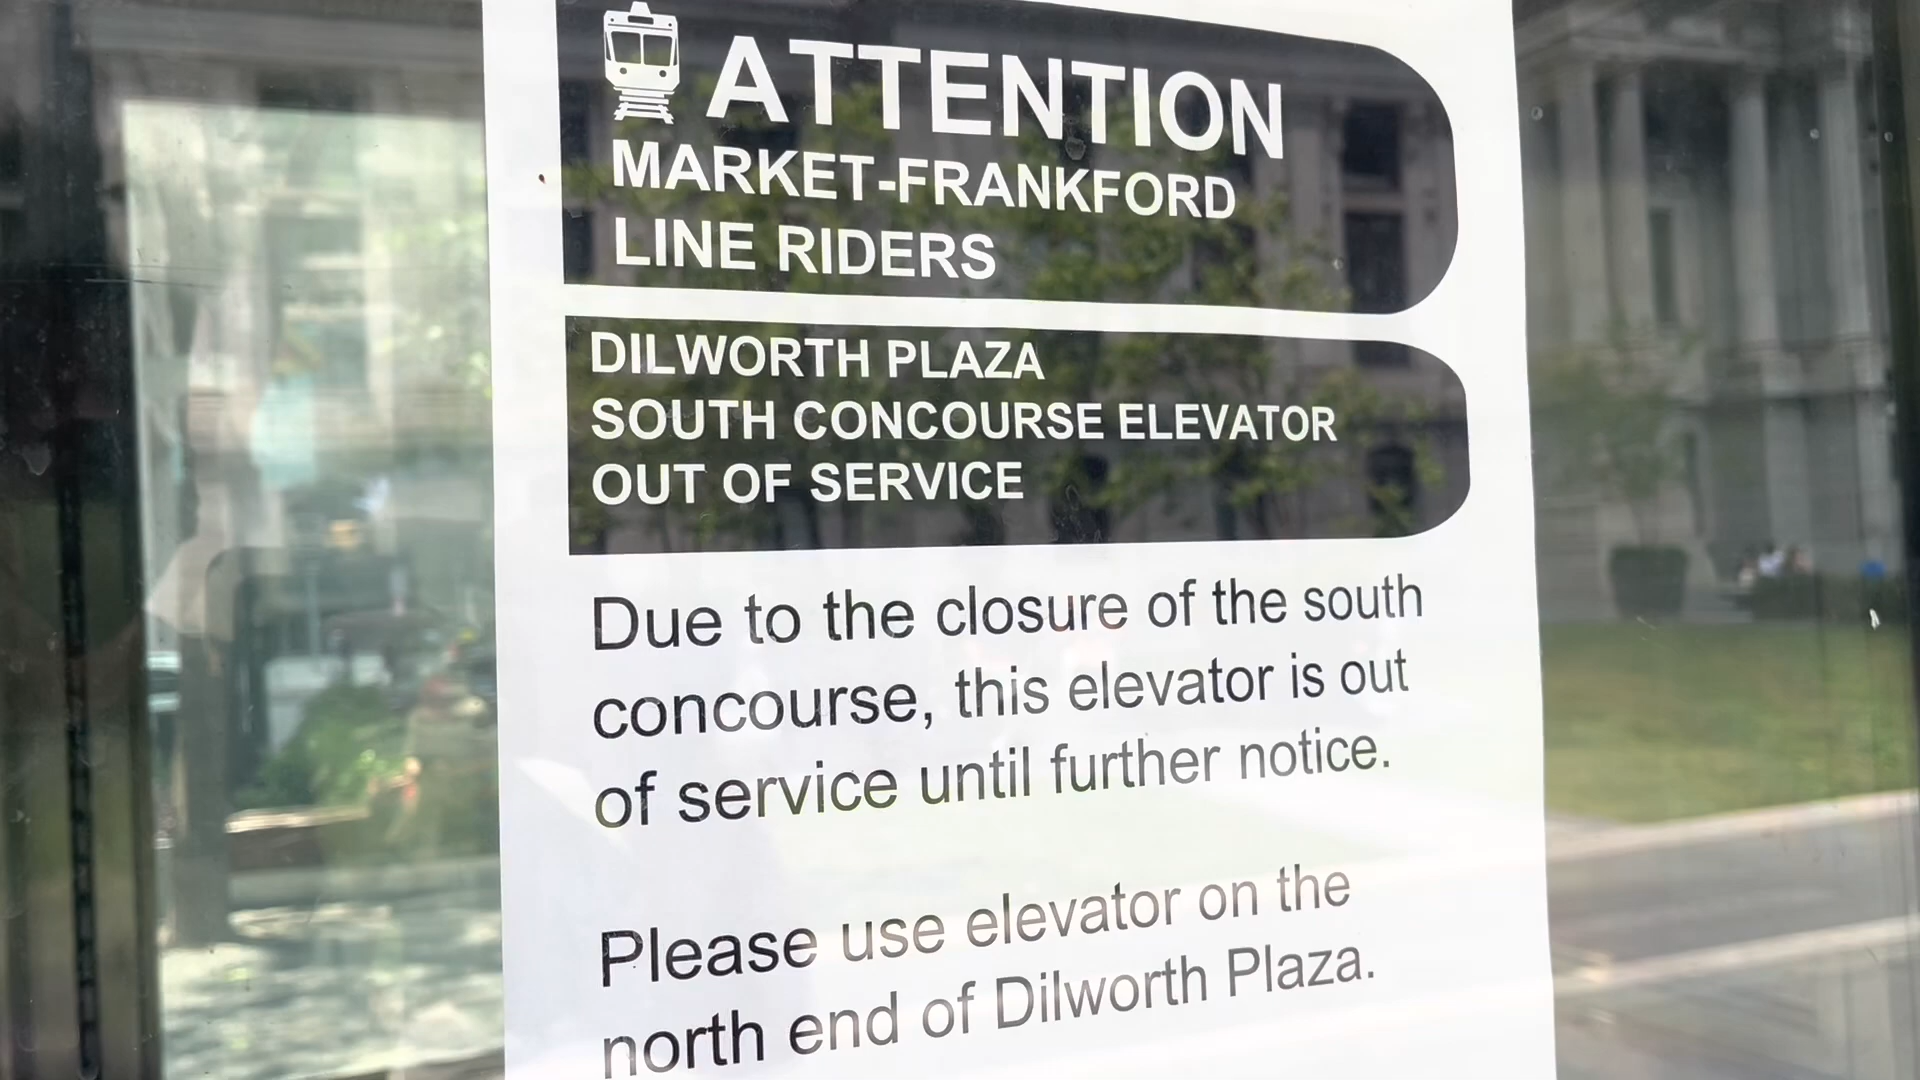 ATTENTION
MARKET-FRANKFORD
LINE RIDERS
DILWORTH PLAZA
SOUTH CONCOURSE ELEVATOR
OUT OF SERVICE
Due to the closure of the south
concourse, this elevator is out
of service until further notice.
Please use elevator on the
north end of Dilworth Plaza.